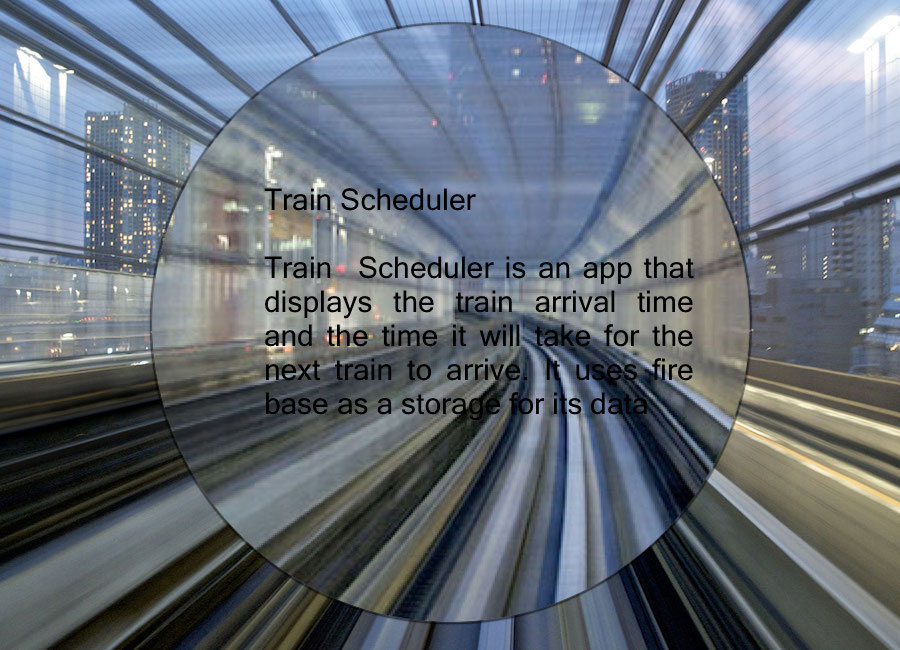 Train Scheduler
Train Scheduler is an app that
displays the train arrival time
and the time it will take for the
next train to arrive. It uses fire
base as a storage for its data